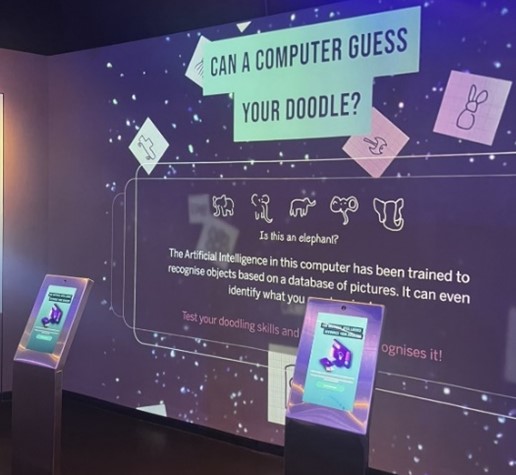 CAN A COMPUTER GUESS
YOUR DOODLE?
Is this an elephant?
The Artificial Intelligence in this computer has been trained to
recognise objects based on a database of pictures. It can even
identify what you
Test your doodling skills and
ognises it!